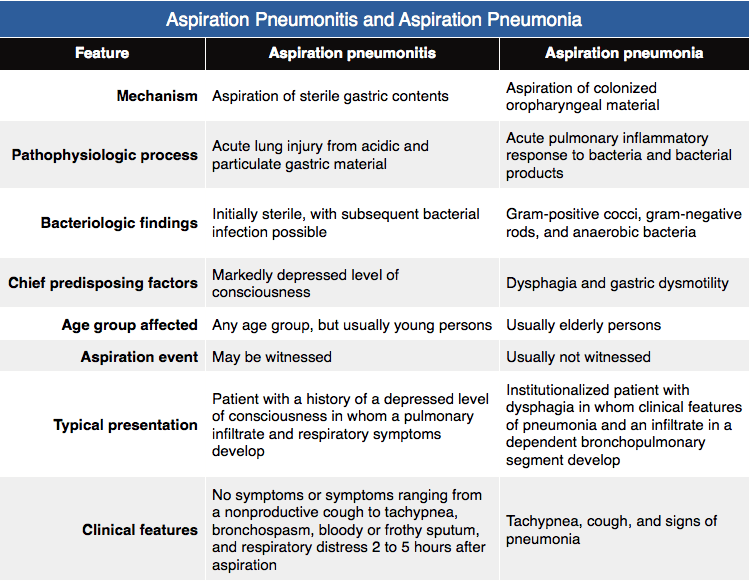 Aspiration Pneumonitis and Aspiration Pneumonia
Feature
Aspiration pneumonitis
Aspiration pneumonia
Mechanism
Aspiration of sterile gastric contents
Aspiration of colonized
oropharyngeal material
Pathophysiologic process
Acute lung injury from acidic and
particulate gastric material
Acute pulmonary inflammatory
response to bacteria and bacterial
products
Bacteriologic findings
Initially sterile, with subsequent bacterial
infection possible
Gram-positive cocci, gram-negative
rods, and anaerobic bacteria
Chief predisposing factors
Markedly depressed level of
consciousness
Dysphagia and gastric dysmotility
Age group affected
Any age group, but usually young persons
Usually elderly persons
Aspiration event
May be witnessed
Usually not witnessed
Typical presentation
Patient with a history of a depressed level
of consciousness in whom a pulmonary
infiltrate and respiratory symptoms
develop
Institutionalized patient with
dysphagia in whom clinical features
of pneumonia and an infiltrate in a
dependent bronchopulmonary
segment develop
Clinical features
No symptoms or symptoms ranging from
a nonproductive cough to tachypnea,
bronchospasm, bloody or frothy sputum,
and respiratory distress 2 to 5 hours after
aspiration
Tachypnea, cough, and signs of
pneumonia